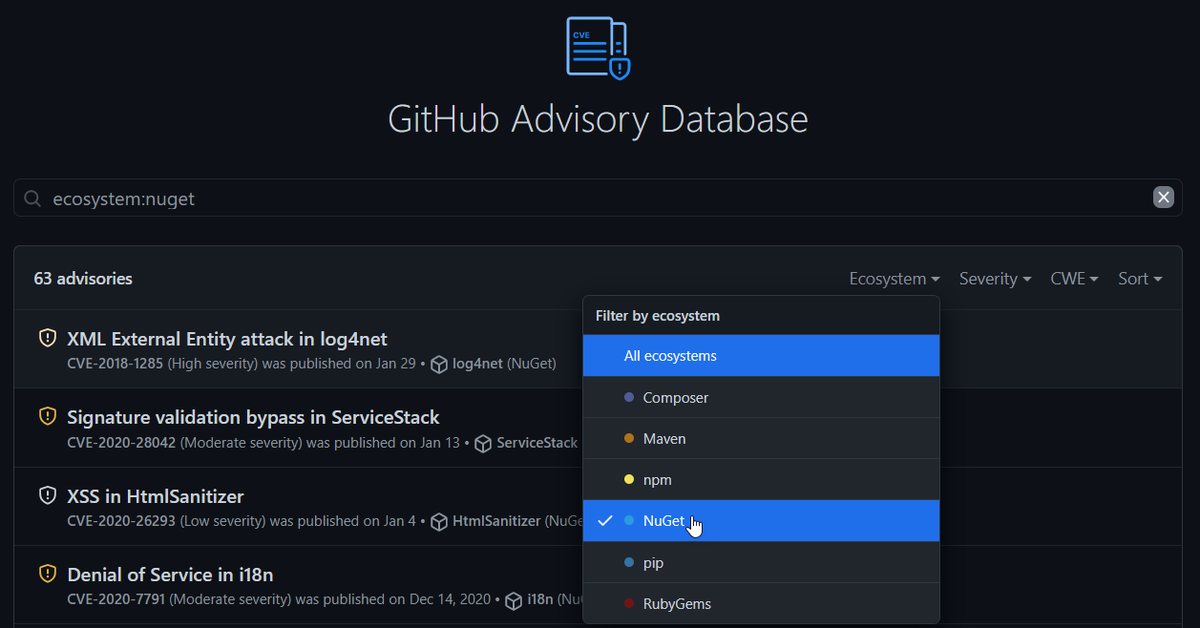 CVE
GitHub Advisory Database
ecosystem:nuget
63 advisories
Ecosystem Severity CWE Sort
Filter by ecosystem
All ecosystems
Composer
Maven
npm
NuGet
pip
RubyGems
XML External Entity attack in log4net
CVE-2018-1285 (High severity) was published on Jan 29 • log4net (NuGet)
Signature validation bypass in ServiceStack
CVE-2020-28042 (Moderate severity) was published on Jan 13 • ServiceStack
XSS in HtmlSanitizer
CVE-2020-26293 (Low severity) was published on Jan 4 • HtmlSanitizer (NuGe
Denial of Service in i18n
CVE-2020-7791 (Moderate severity) was published on Dec 14, 2020 • i18n (Nu